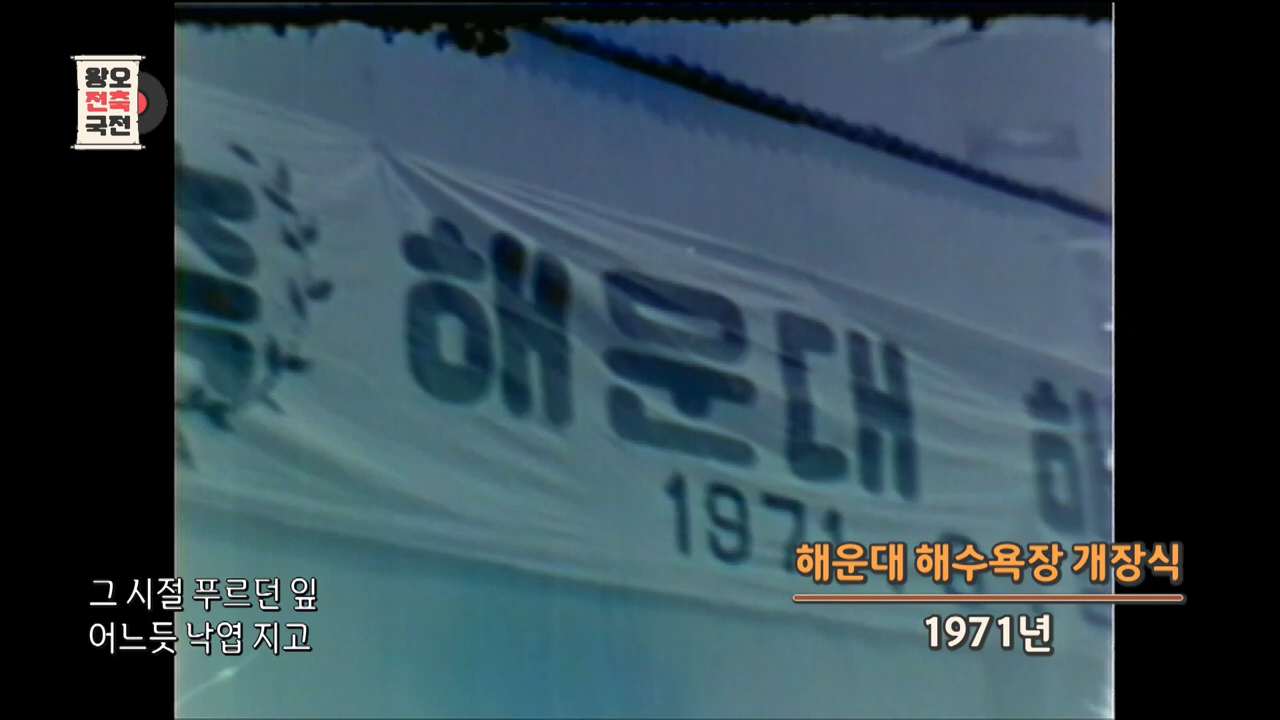 왕오
전축
국전
해운대
1971
해운대 해수욕장 개장식
1971년
그 시절 푸르던 잎
어느듯 낙엽 지고